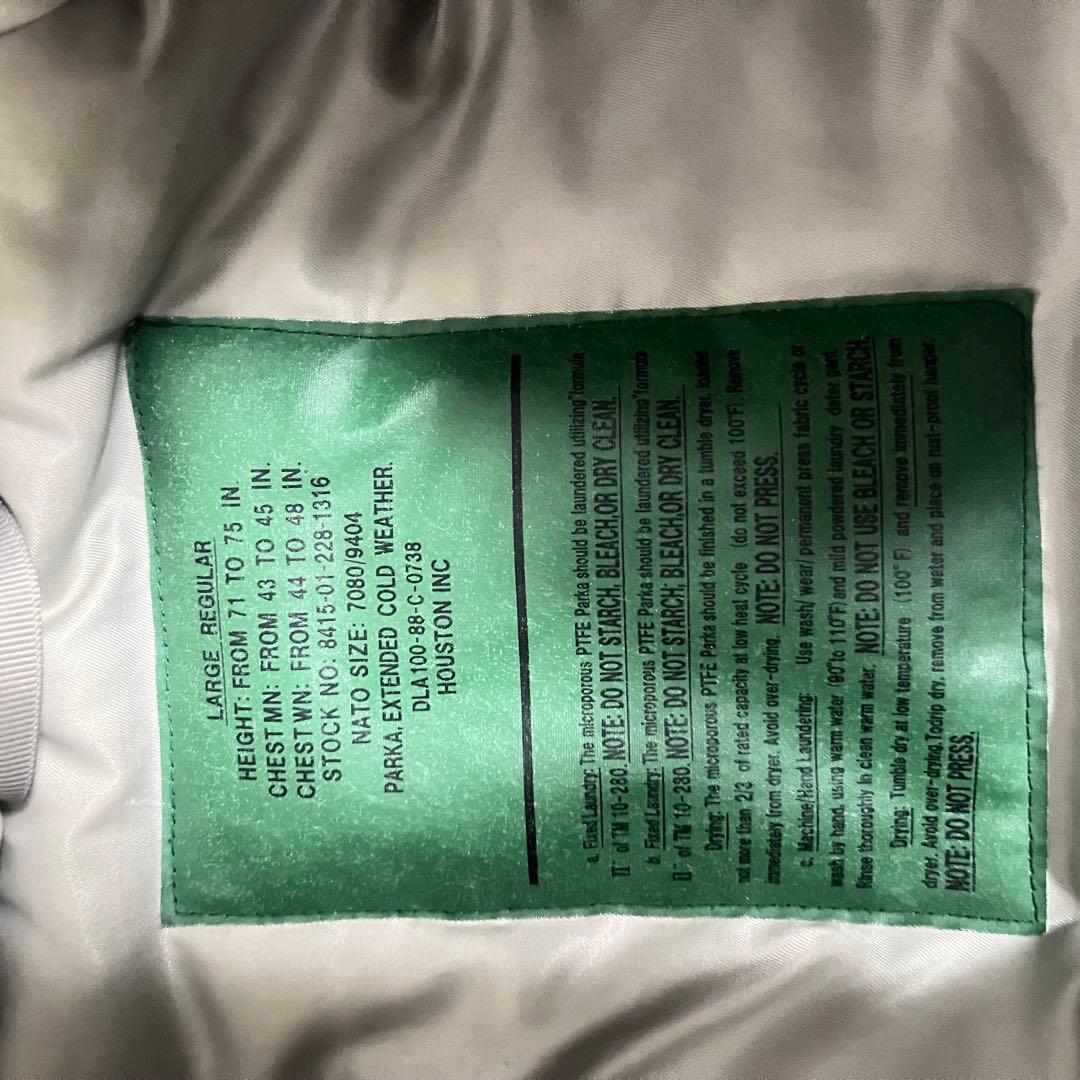 LARGE REGULAR
HEIGHT: FROM 71 TO 75 IN.
CHEST MN: FROM 43 TO 45 IN.
CHEST WN: FROM 44 TO 48 IN.
STOCK NO: 8415-01-228-1316
NATO SIZE: 7080/9404
PARKA, EXTENDED COLD WEATHER.
DLA100-88-C-0738
HOUSTON INC
a. Fixed Laundry: The microporous PTFE Parka should be laundered utilizing formula
II of TM 10-280. NOTE: DO NOT STARCH, BLEACH,OR DRY CLEAN.
b. Fixed Laundry: The microporous PTFE Parka should be laundered utilizing formula
II of TM 10-280. NOTE: DO NOT STARCH, BLEACH,OR DRY CLEAN.
Drying: The microporous PTFE Parka should be finished in a tumble dryer, loaded
not more than 2/3 of rated capacity at low heat cycle (do not exceed 100°F). Remove
immediately from dryer. Avoid over-drying. NOTE: DO NOT PRESS.
c. Machine/Hand Laundering: Use wash/wear/permanent press fabric cycle or
wash by hand, using warm water (90°to 110°F)and mild powdered laundry deter gent
Rinse thoroughly in clean warm water. NOTE: DO NOT USE BLEACH OR STARCH.
Drying: Tumble dry at low temperature (100°F) and remove immediately from
dryer. Avoid over-drying.Todrip dry, remove from water and place on rust-proof hanger.
NOTE: DO NOT PRESS.